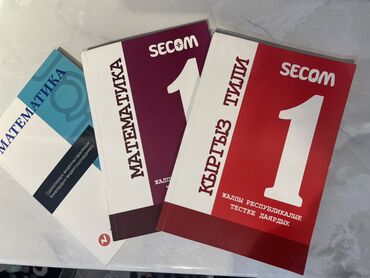 МАТЕМАТИКА
SECOM
МАТЕМАТИКА
1
SECOM
КЫРГЫЗ ТИЛИ
1
ЖАЛПЫ РЕСПУБЛИКАЛЫК
ТЕСТКЕ ДАЯРДЫК